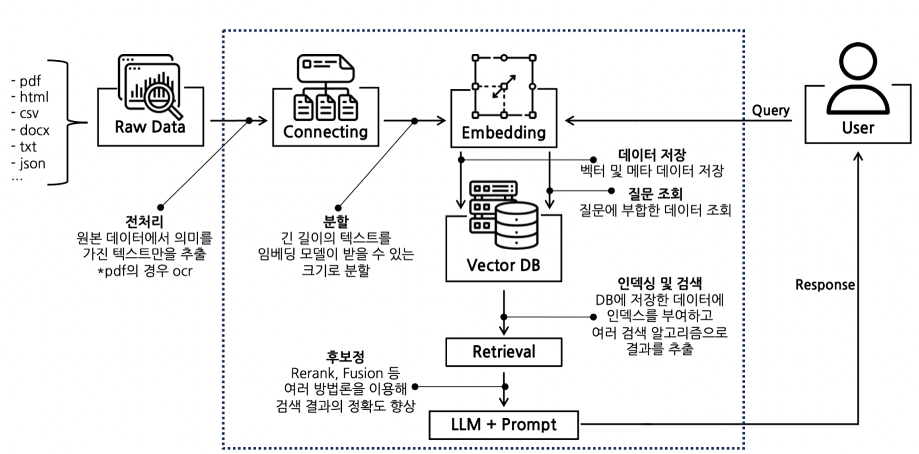 - pdf
- html
- csv
- docx
- txt
- json
...
Raw Data
Connecting
Embedding
Query
User
전처리
원본 데이터에서 의미를
가진 텍스트만을 추출
*pdf의 경우 ocr
분할
긴 길이의 텍스트를
임베딩 모델이 받을 수 있는
크기로 분할
데이터 저장
벡터 및 메타 데이터 저장
질문 조회
질문에 부합한 데이터 조회
Vector DB
인덱싱 및 검색
DB에 저장한 데이터에
인덱스를 부여하고
여러 검색 알고리즘으로
결과를 추출
Response
Retrieval
후보정
Rerank, Fusion 등
여러 방법론을 이용해
검색 결과의 정확도 향상
LLM + Prompt